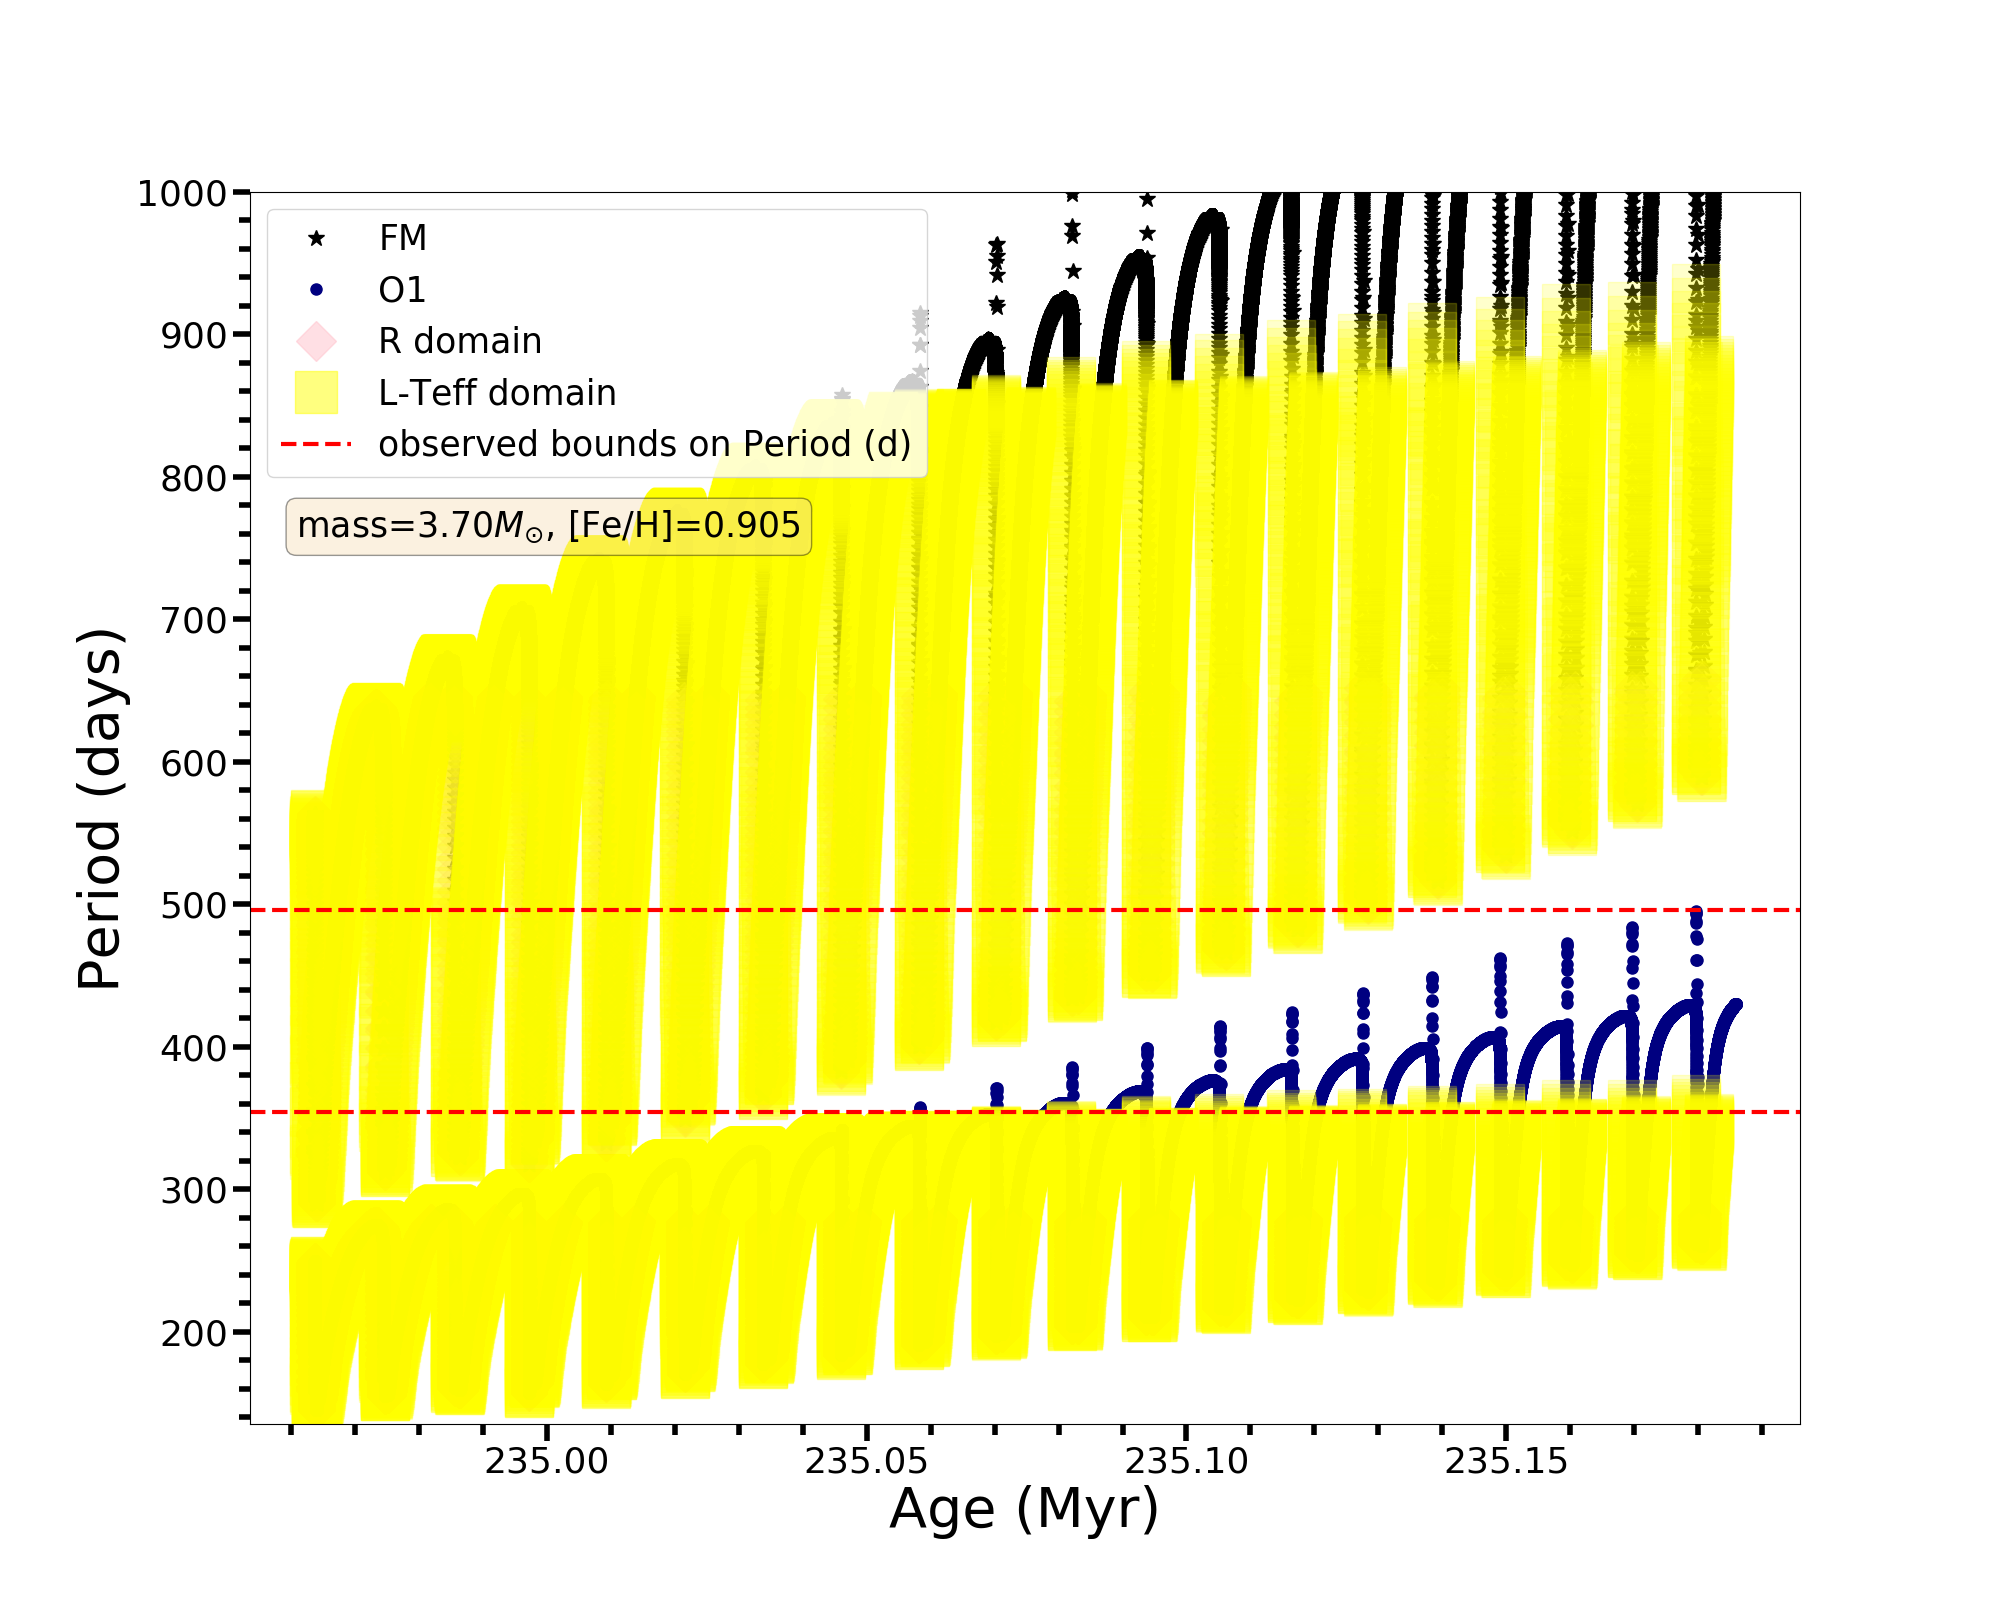 FM
O1
R domain
L-Teff domain
observed bounds on Period (d)
mass=3.70M⊙, [Fe/H]=0.905
Period (days)
1000
900
800
700
600
500
400
300
200
235.00 235.05 235.10 235.15
Age (Myr)